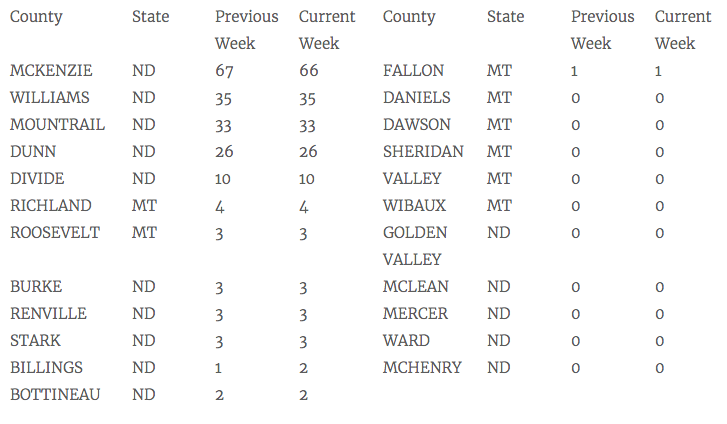 County State Previous Current County State Previous Current
Week Week Week Week
MCKENZIE ND 67 66 FALLON MT 1 1
WILLIAMS ND 35 35 DANIELS MT 0 0
MOUNTRAIL ND 33 33 DAWSON MT 0 0
DUNN ND 26 26 SHERIDAN MT 0 0
DIVIDE ND 10 10 VALLEY MT 0 0
RICHLAND MT 4 4 WIBAUX MT 0 0
ROOSEVELT MT 3 3 GOLDEN ND 0 0
VALLEY
BURKE ND 3 3 MCLEAN ND 0 0
RENVILLE ND 3 3 MERCER ND 0 0
STARK ND 3 3 WARD ND 0 0
BILLINGS ND 1 2 MCHENRY ND 0 0
BOTTINEAU ND 2 2